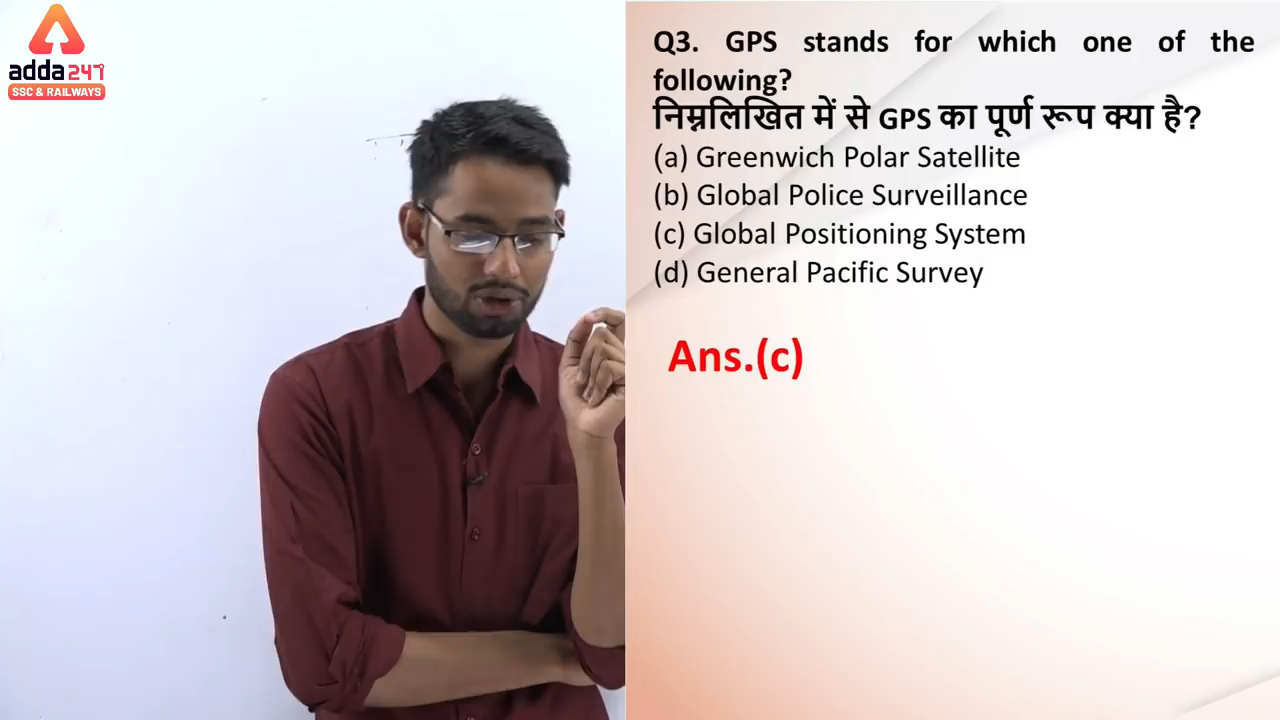 adda247
SSC & RAILWAYS
Q3. GPS stands for which one of the
following?
निम्नलिखित में से GPS का पूर्ण रूप क्या है?
(a) Greenwich Polar Satellite
(b) Global Police Surveillance
(c) Global Positioning System
(d) General Pacific Survey
Ans.(c)